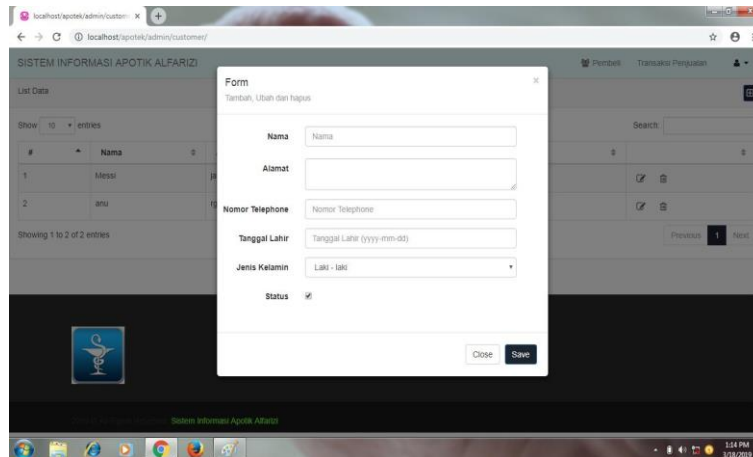 localhost/apotek/admin/custom
localhost/apotek/admin/customer/
SISTEM INFORMASI APOTIK ALFARIZI
Pembeli Transaksi Penjualan
List Data
Show 10 entries
Search:
# Nama
1 Messi
2 anu
Showing 1 to 2 of 2 entries
Previous 1 Next
Form
Tambah, Ubah dan hapus
Nama Nama
Alamat
Nomor Telephone Nomor Telephone
Tanggal Lahir Tanggal Lahir (yyyy-mm-dd)
Jenis Kelamin Laki - laki
Status
Close Save
Sistem Informasi Apotik Alfarizi
1:14 PM
3/18/2019